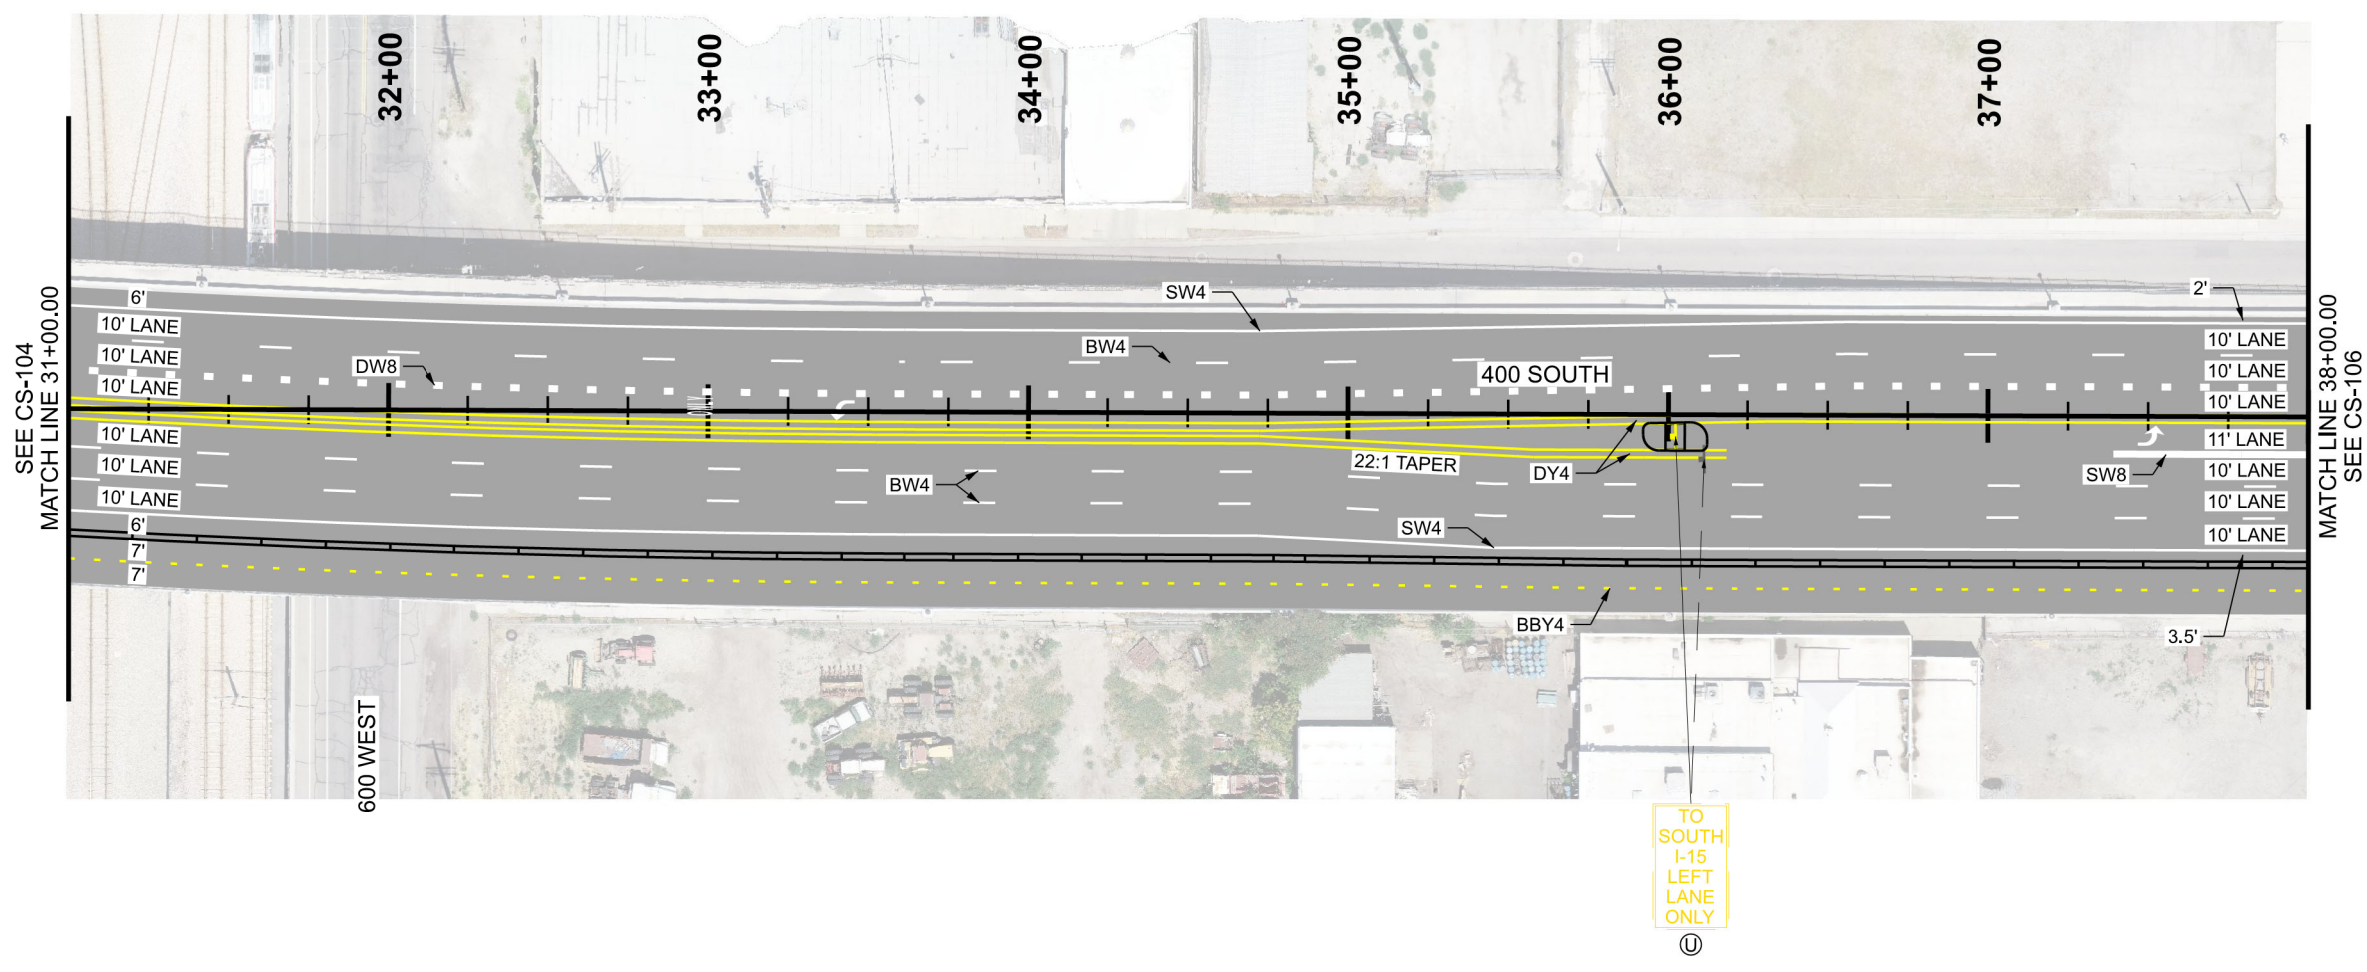 32+00
33+00
34+00
35+00
36+00
37+00
SEE CS-104
MATCH LINE 31+00.00
MATCH LINE 38+00.00
SEE CS-106
6'
10' LANE
10' LANE
10' LANE
DW8
SW4
BW4
400 SOUTH
2'
10' LANE
10' LANE
10' LANE
11' LANE
10' LANE
10' LANE
10' LANE
10' LANE
10' LANE
10' LANE
6'
7'
7'
BW4
22:1 TAPER
DY4
SW8
SW4
BBY4
3.5'
600 WEST
TO
SOUTH
I-15
LEFT
LANE
ONLY
U